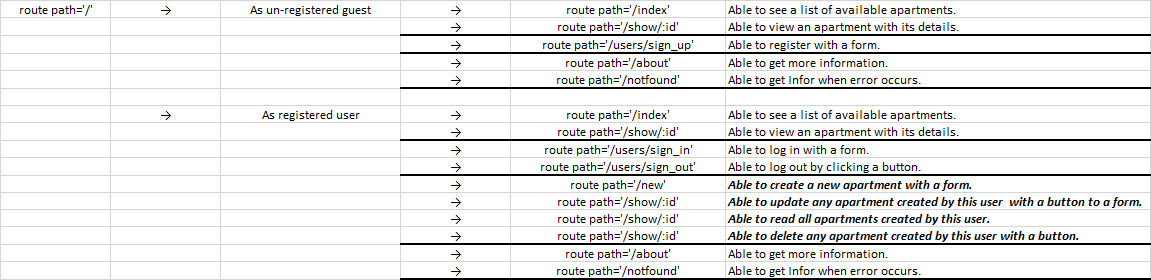 route path='/' → As un-registered guest → route path='/index' Able to see a list of available apartments.
→ route path='/show/:id' Able to view an apartment with its details.
→ route path='/users/sign_up' Able to register with a form.
→ route path='/about' Able to get more information.
→ route path='/notfound' Able to get Infor when error occurs.
→ As registered user → route path='/index' Able to see a list of available apartments.
→ route path='/show/:id' Able to view an apartment with its details.
→ route path='/users/sign_in' Able to log in with a form.
→ route path='/users/sign_out' Able to log out by clicking a button.
→ route path='/new' Able to create a new apartment with a form.
→ route path='/show/:id' Able to update any apartment created by this user  with a button to a form.
→ route path='/show/:id' Able to read all apartments created by this user.
→ route path='/show/:id' Able to delete any apartment created by this user with a button.
→ route path='/about' Able to get more information.
→ route path='/notfound' Able to get Infor when error occurs.